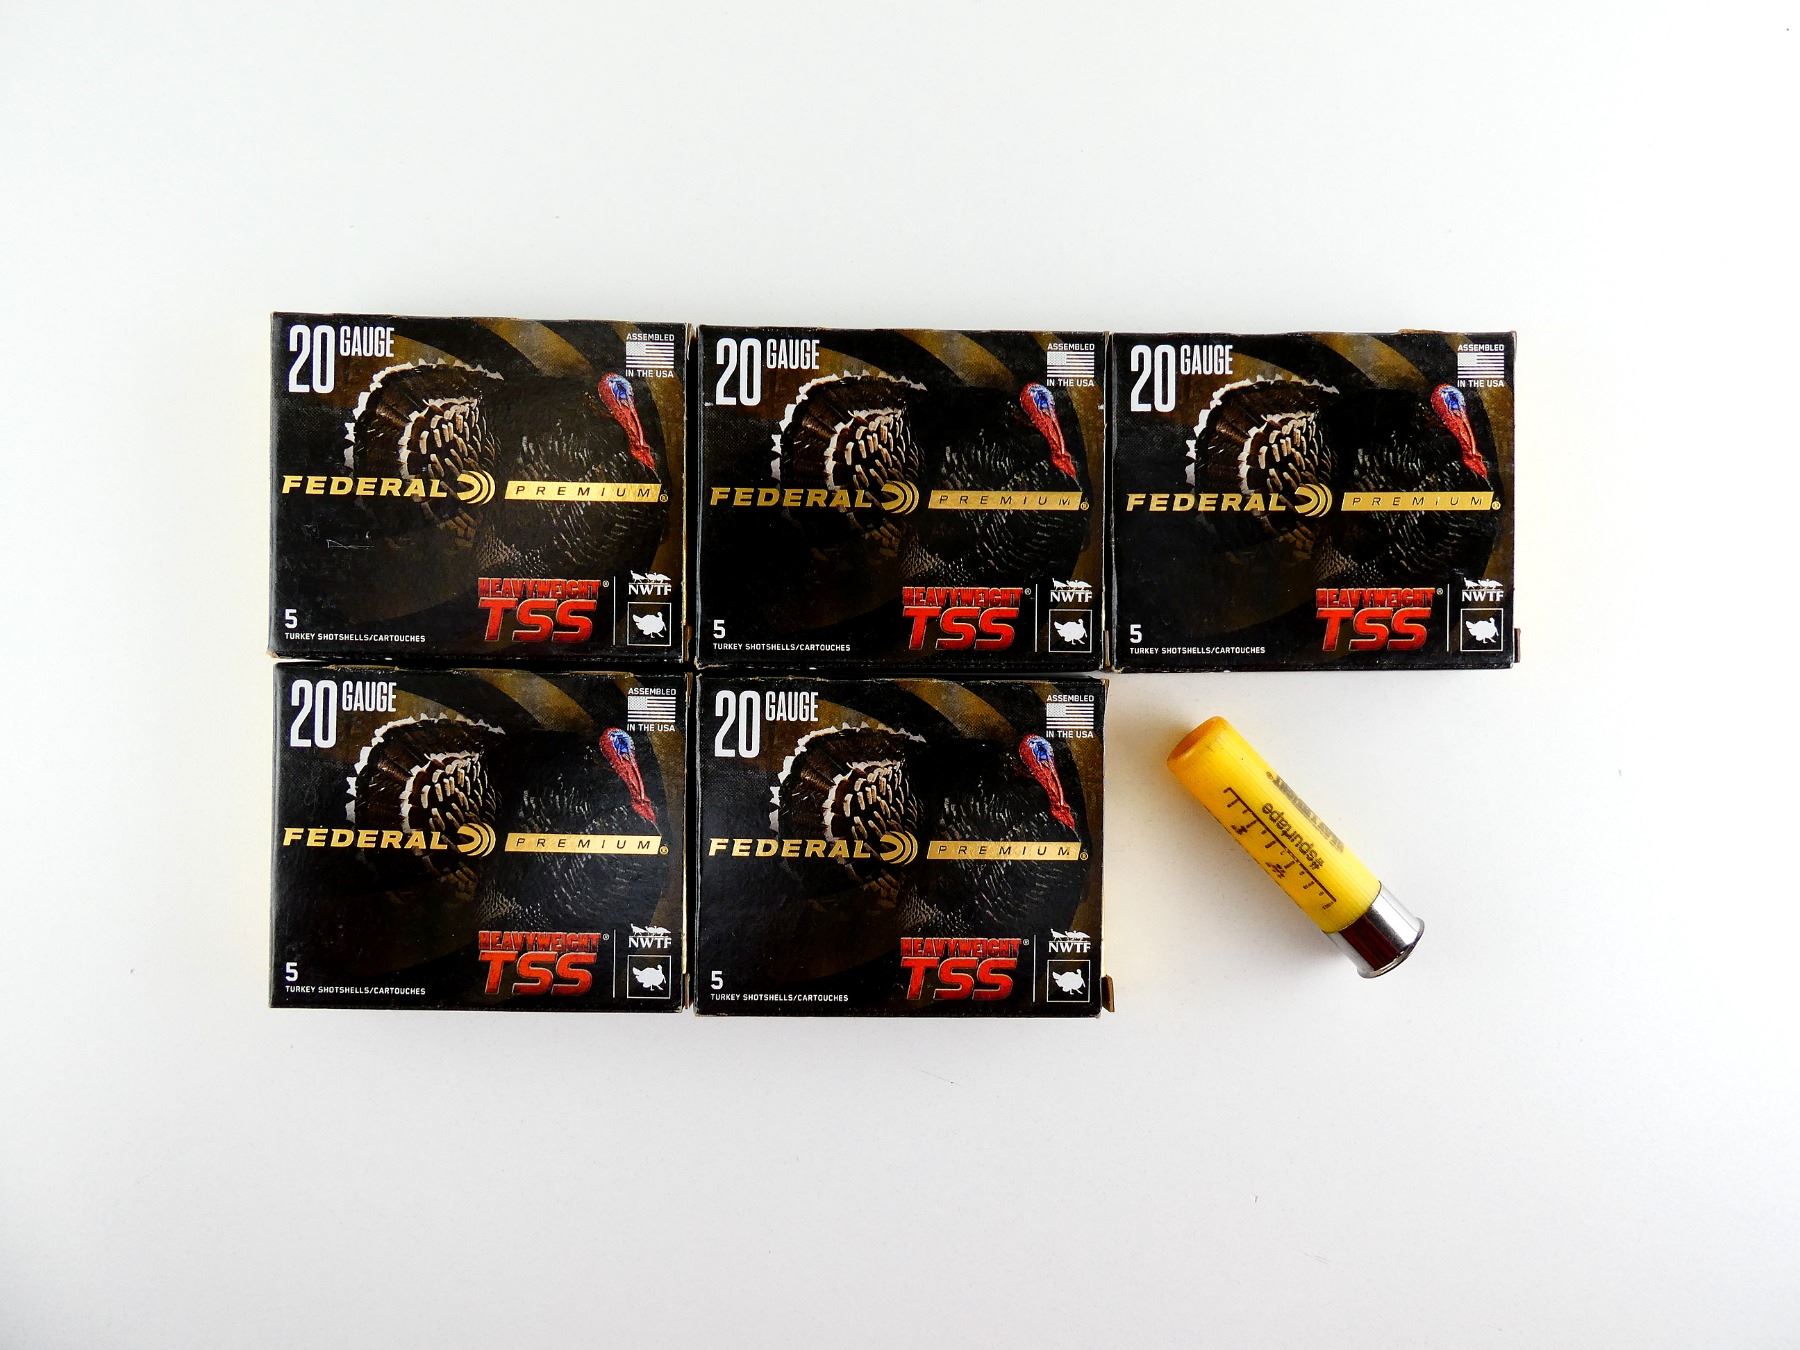 20 GAUGE
ASSEMBLED
IN THE USA
FEDERAL PREMIUM®
HEAVYWEIGHT®
TSS
NWTF
5
TURKEY SHOTSHELLS/CARTOUCHES
20 GAUGE
ASSEMBLED
IN THE USA
FEDERAL PREMIUM®
HEAVYWEIGHT®
TSS
NWTF
5
TURKEY SHOTSHELLS/CARTOUCHES
20 GAUGE
ASSEMBLED
IN THE USA
FEDERAL PREMIUM®
HEAVYWEIGHT®
TSS
NWTF
5
TURKEY SHOTSHELLS/CARTOUCHES
20 GAUGE
ASSEMBLED
IN THE USA
FEDERAL PREMIUM®
HEAVYWEIGHT®
TSS
NWTF
5
TURKEY SHOTSHELLS/CARTOUCHES
20 GAUGE
ASSEMBLED
IN THE USA
FEDERAL PREMIUM®
HEAVYWEIGHT®
TSS
NWTF
5
TURKEY SHOTSHELLS/CARTOUCHES
#spurtape